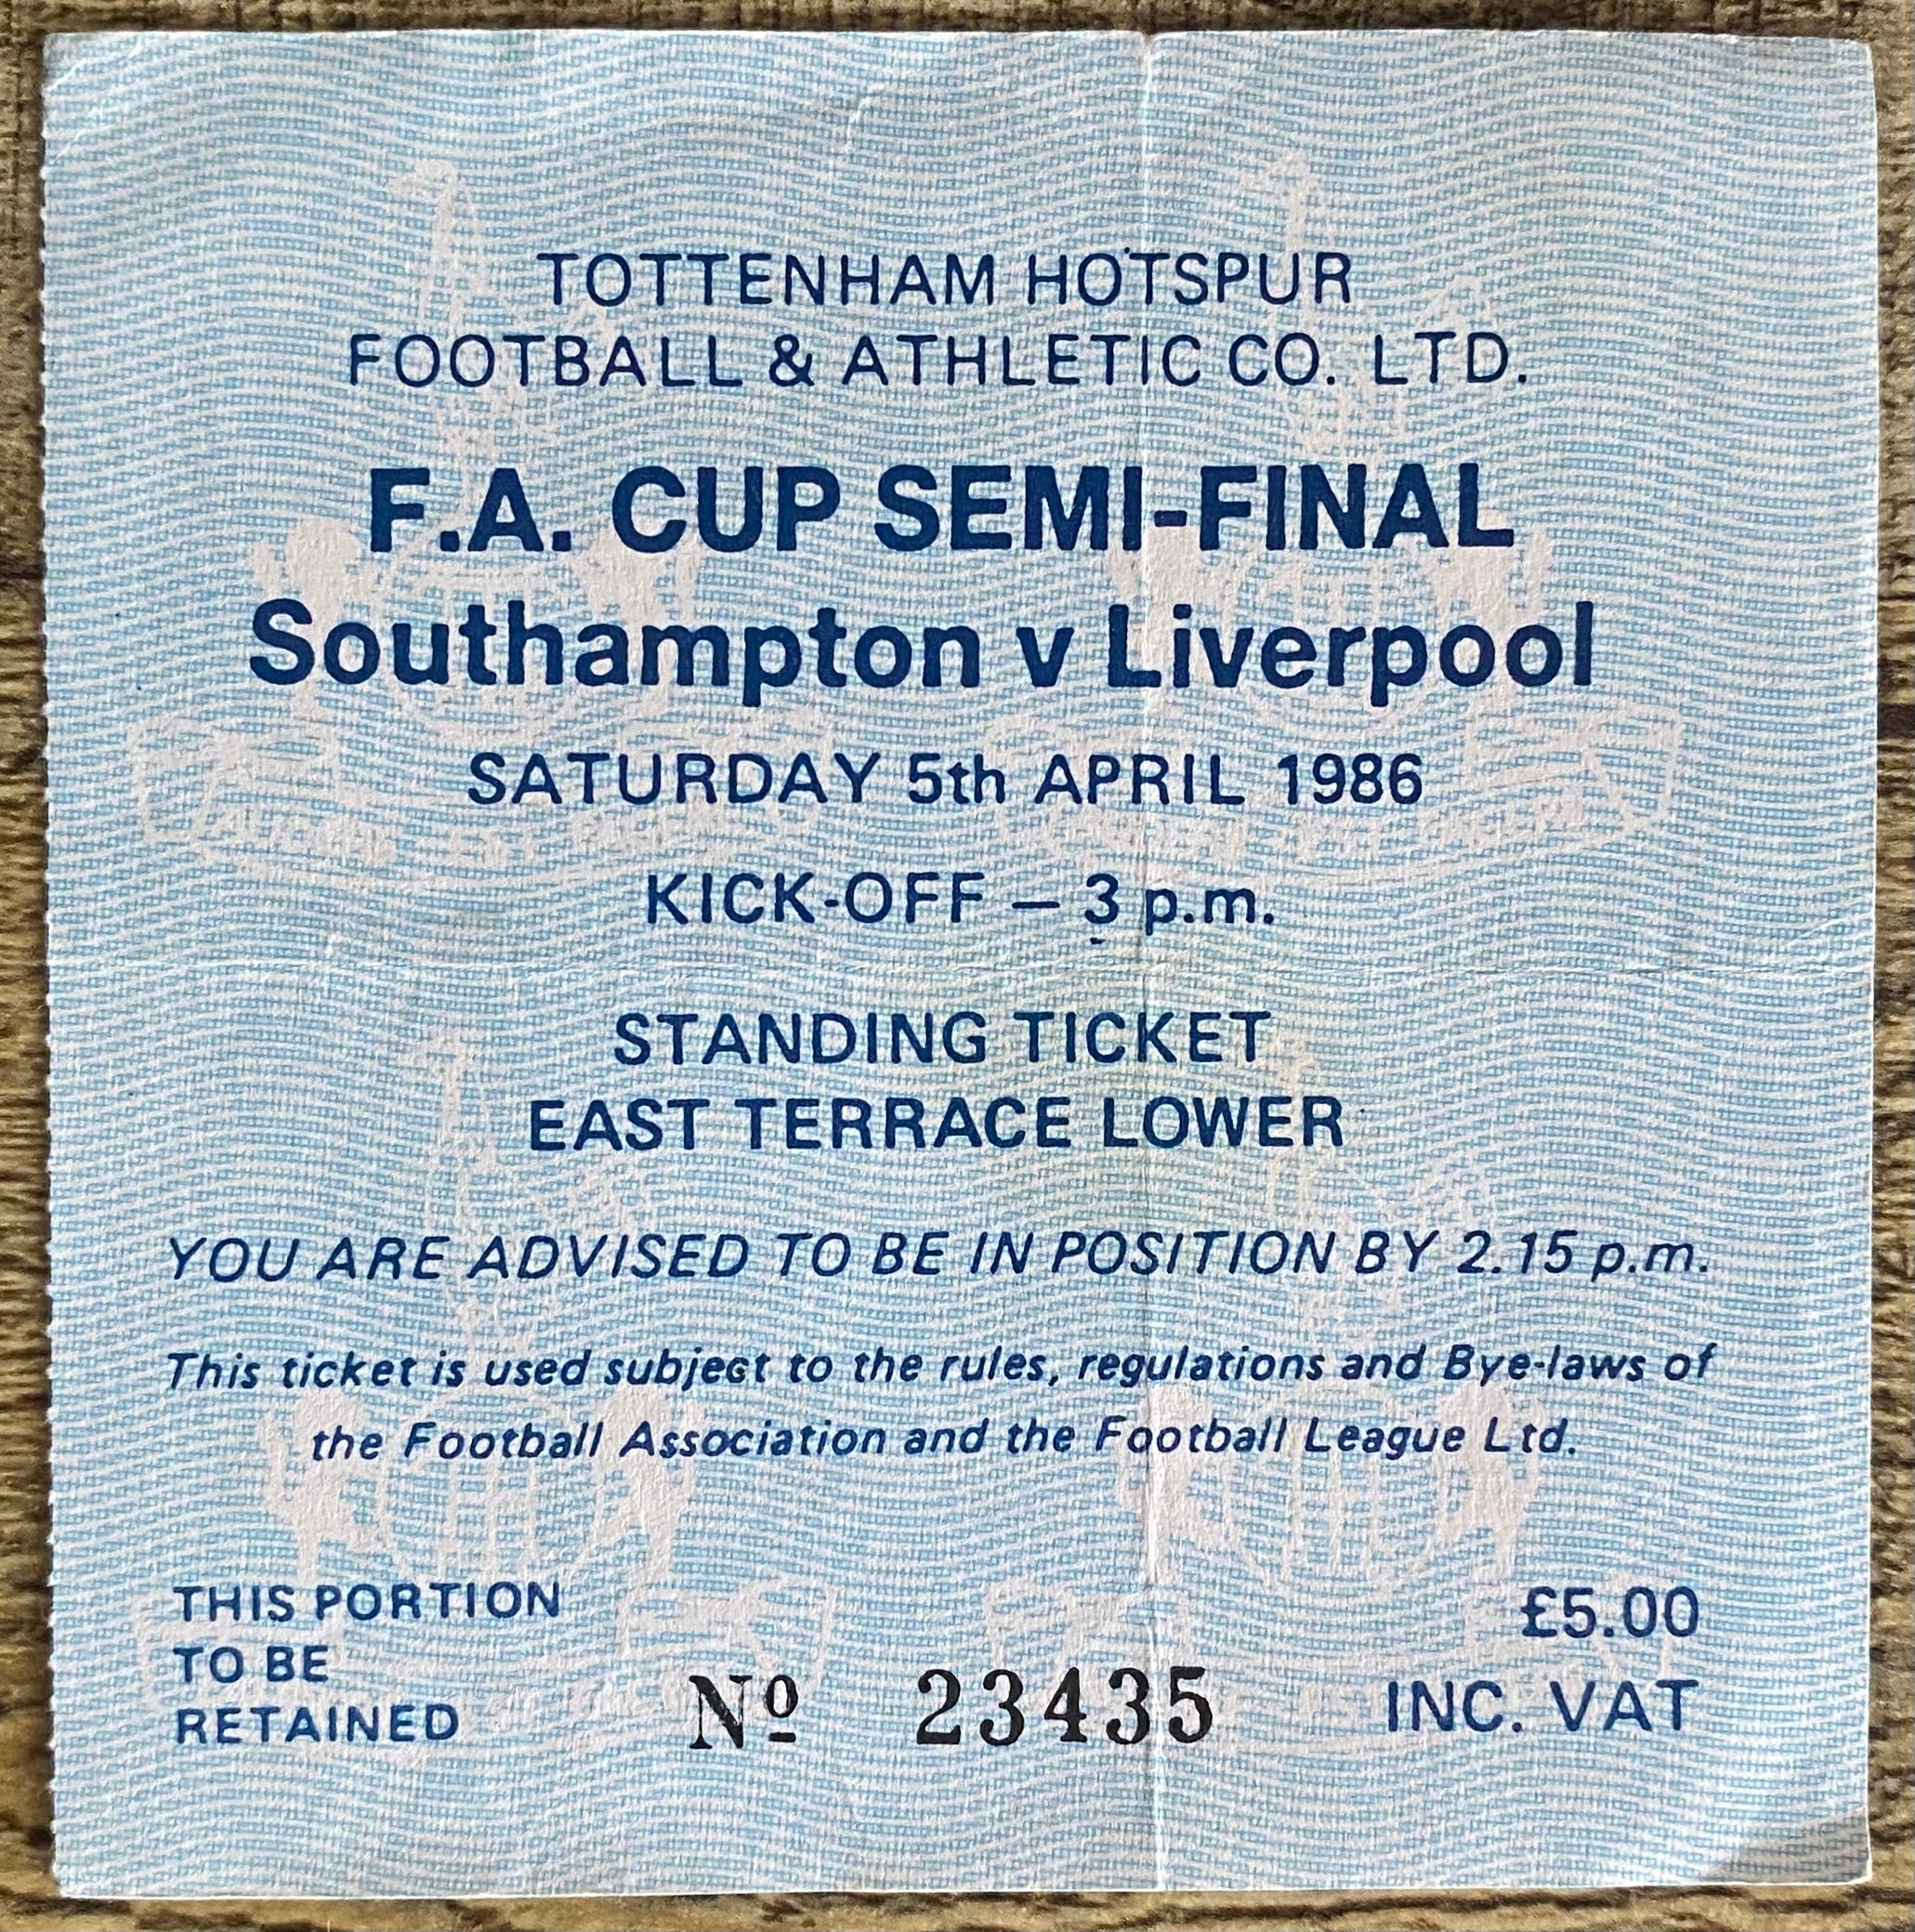 TOTTENHAM HOTSPUR
FOOTBALL & ATHLETIC CO. LTD.
F.A. CUP SEMI-FINAL
Southampton v Liverpool
SATURDAY 5th APRIL 1986
KICK-OFF — 3 p.m.
STANDING TICKET
EAST TERRACE LOWER
YOU ARE ADVISED TO BE IN POSITION BY 2.15 p.m.
This ticket is used subject to the rules, regulations and Bye-laws of
the Football Association and the Football League Ltd.
THIS PORTION
TO BE
RETAINED
Nº 23435
£5.00
INC. VAT